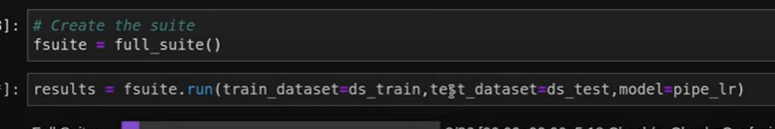 ]: # Create the suite
fsuite = full_suite()
]: results = fsuite.run(train_dataset=ds_train,test_dataset=ds_test,model=pipe_lr)